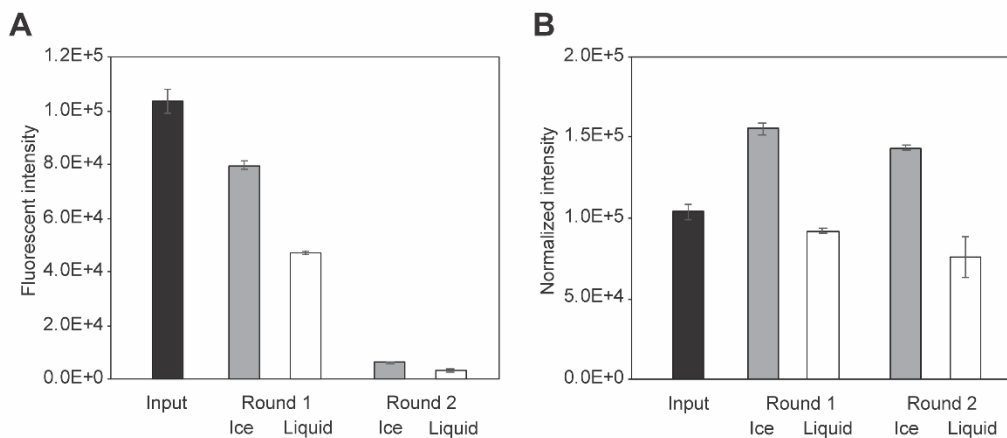 A
Fluorescent intensity
1.2E+5
1.0E+5
8.0E+4
6.0E+4
4.0E+4
2.0E+4
0.0E+0
Input
Round 1
Round 2
Ice
Liquid
Ice
Liquid
B
Normalized intensity
2.0E+5
1.5E+5
1.0E+5
5.0E+4
0.0E+0
Input
Round 1
Round 2
Ice
Liquid
Ice
Liquid